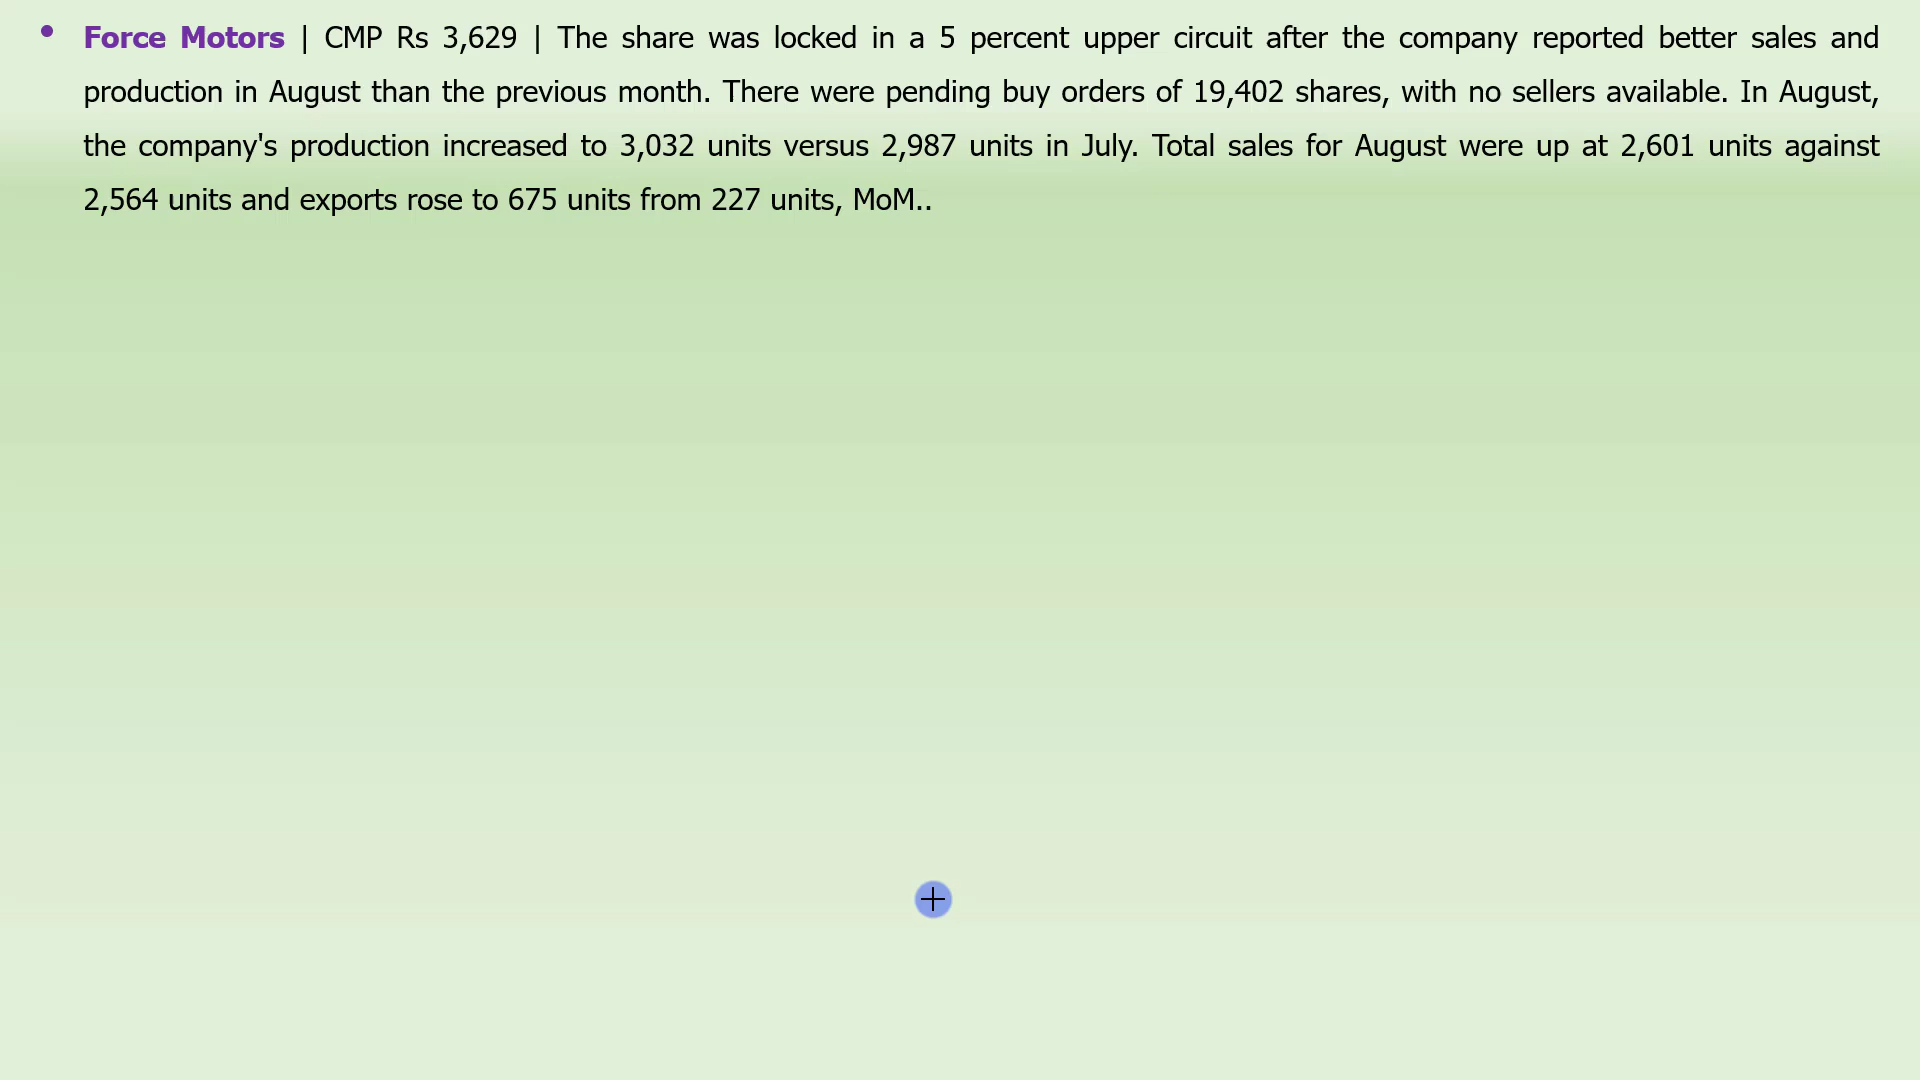 • Force Motors | CMP Rs 3,629 | The share was locked in a 5 percent upper circuit after the company reported better sales and
production in August than the previous month. There were pending buy orders of 19,402 shares, with no sellers available. In August,
the company's production increased to 3,032 units versus 2,987 units in July. Total sales for August were up at 2,601 units against
2,564 units and exports rose to 675 units from 227 units, MoM..